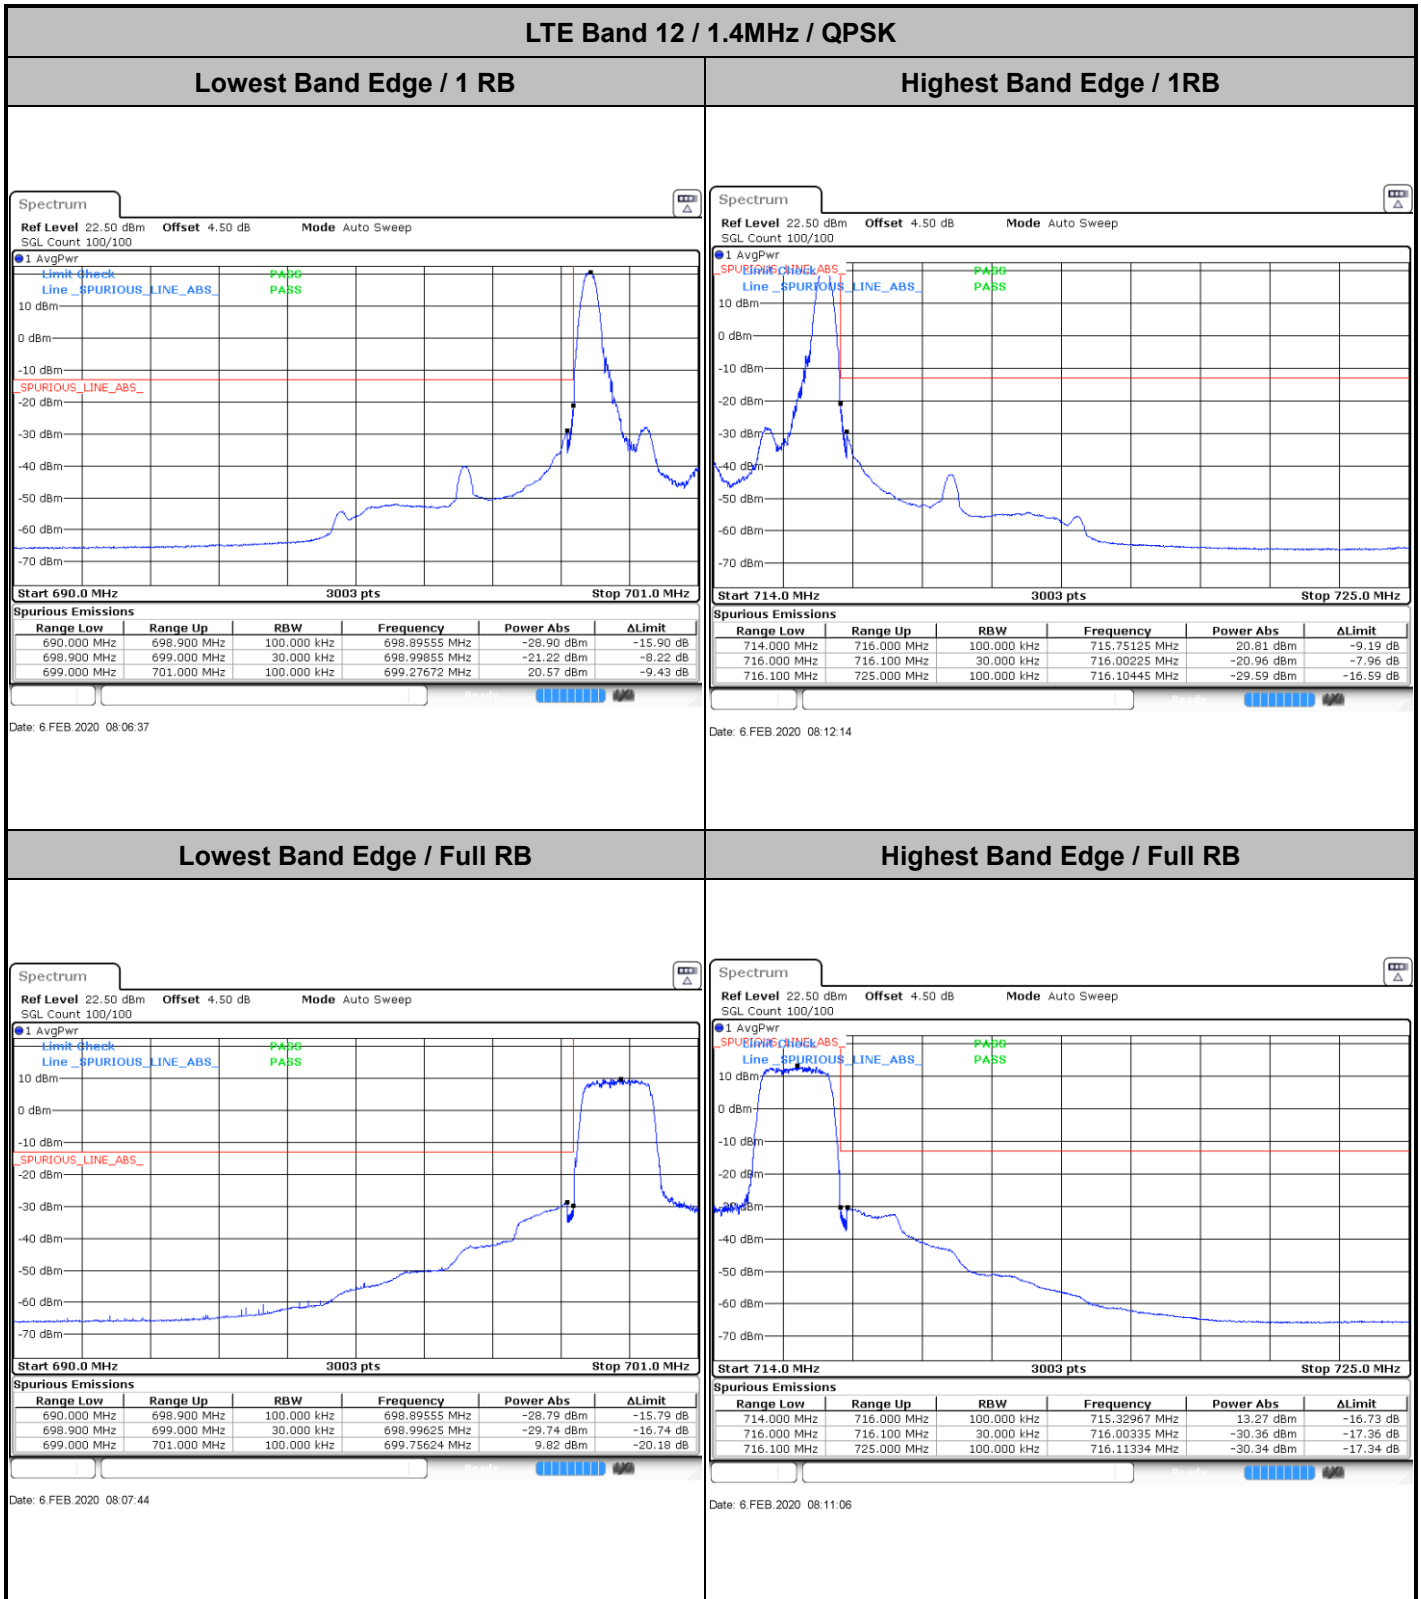 LTE Band 12 / 1.4MHz / QPSK
Lowest Band Edge / 1 RB
Highest Band Edge / 1RB
Spectrum
Ref Level 22.50 dBm Offset 4.50 dB Mode Auto Sweep
SGL Count 100/100
1 AvgPwr
Limit Check PASS
Line _SPURIOUS_LINE_ABS_ PASS
10 dBm
0 dBm
-10 dBm
_SPURIOUS_LINE_ABS_
-20 dBm
-30 dBm
-40 dBm
-50 dBm
-60 dBm
-70 dBm
Start 690.0 MHz 3003 pts Stop 701.0 MHz
Spurious Emissions
Range Low Range Up RBW Frequency Power Abs ΔLimit
690.000 MHz 698.900 MHz 100.000 kHz 698.89555 MHz -28.90 dBm -15.90 dB
698.900 MHz 699.000 MHz 30.000 kHz 698.99855 MHz -21.22 dBm -8.22 dB
699.000 MHz 701.000 MHz 100.000 kHz 699.27672 MHz 20.57 dBm -9.43 dB
Ready
Date: 6.FEB.2020 08:06:37
Spectrum
Ref Level 22.50 dBm Offset 4.50 dB Mode Auto Sweep
SGL Count 100/100
1 AvgPwr
_SPURIOUS_LINE_ABS_
Limit Check PASS
Line _SPURIOUS_LINE_ABS_ PASS
10 dBm
0 dBm
-10 dBm
-20 dBm
-30 dBm
-40 dBm
-50 dBm
-60 dBm
-70 dBm
Start 714.0 MHz 3003 pts Stop 725.0 MHz
Spurious Emissions
Range Low Range Up RBW Frequency Power Abs ΔLimit
714.000 MHz 716.000 MHz 100.000 kHz 715.75125 MHz 20.81 dBm -9.19 dB
716.000 MHz 716.100 MHz 30.000 kHz 716.00225 MHz -20.96 dBm -7.96 dB
716.100 MHz 725.000 MHz 100.000 kHz 716.10445 MHz -29.59 dBm -16.59 dB
Ready
Date: 6.FEB.2020 08:12:14
Lowest Band Edge / Full RB
Highest Band Edge / Full RB
Spectrum
Ref Level 22.50 dBm Offset 4.50 dB Mode Auto Sweep
SGL Count 100/100
1 AvgPwr
Limit Check PASS
Line _SPURIOUS_LINE_ABS_ PASS
10 dBm
0 dBm
-10 dBm
_SPURIOUS_LINE_ABS_
-20 dBm
-30 dBm
-40 dBm
-50 dBm
-60 dBm
-70 dBm
Start 690.0 MHz 3003 pts Stop 701.0 MHz
Spurious Emissions
Range Low Range Up RBW Frequency Power Abs ΔLimit
690.000 MHz 698.900 MHz 100.000 kHz 698.89555 MHz -28.79 dBm -15.79 dB
698.900 MHz 699.000 MHz 30.000 kHz 698.99625 MHz -29.74 dBm -16.74 dB
699.000 MHz 701.000 MHz 100.000 kHz 699.75624 MHz 9.82 dBm -20.18 dB
Ready
Date: 6.FEB.2020 08:07:44
Spectrum
Ref Level 22.50 dBm Offset 4.50 dB Mode Auto Sweep
SGL Count 100/100
1 AvgPwr
_SPURIOUS_LINE_ABS_
Limit Check PASS
Line _SPURIOUS_LINE_ABS_ PASS
10 dBm
0 dBm
-10 dBm
-20 dBm
-30 dBm
-40 dBm
-50 dBm
-60 dBm
-70 dBm
Start 714.0 MHz 3003 pts Stop 725.0 MHz
Spurious Emissions
Range Low Range Up RBW Frequency Power Abs ΔLimit
714.000 MHz 716.000 MHz 100.000 kHz 715.32967 MHz 13.27 dBm -16.73 dB
716.000 MHz 716.100 MHz 30.000 kHz 716.00335 MHz -30.36 dBm -17.36 dB
716.100 MHz 725.000 MHz 100.000 kHz 716.11334 MHz -30.34 dBm -17.34 dB
Ready
Date: 6.FEB.2020 08:11:06